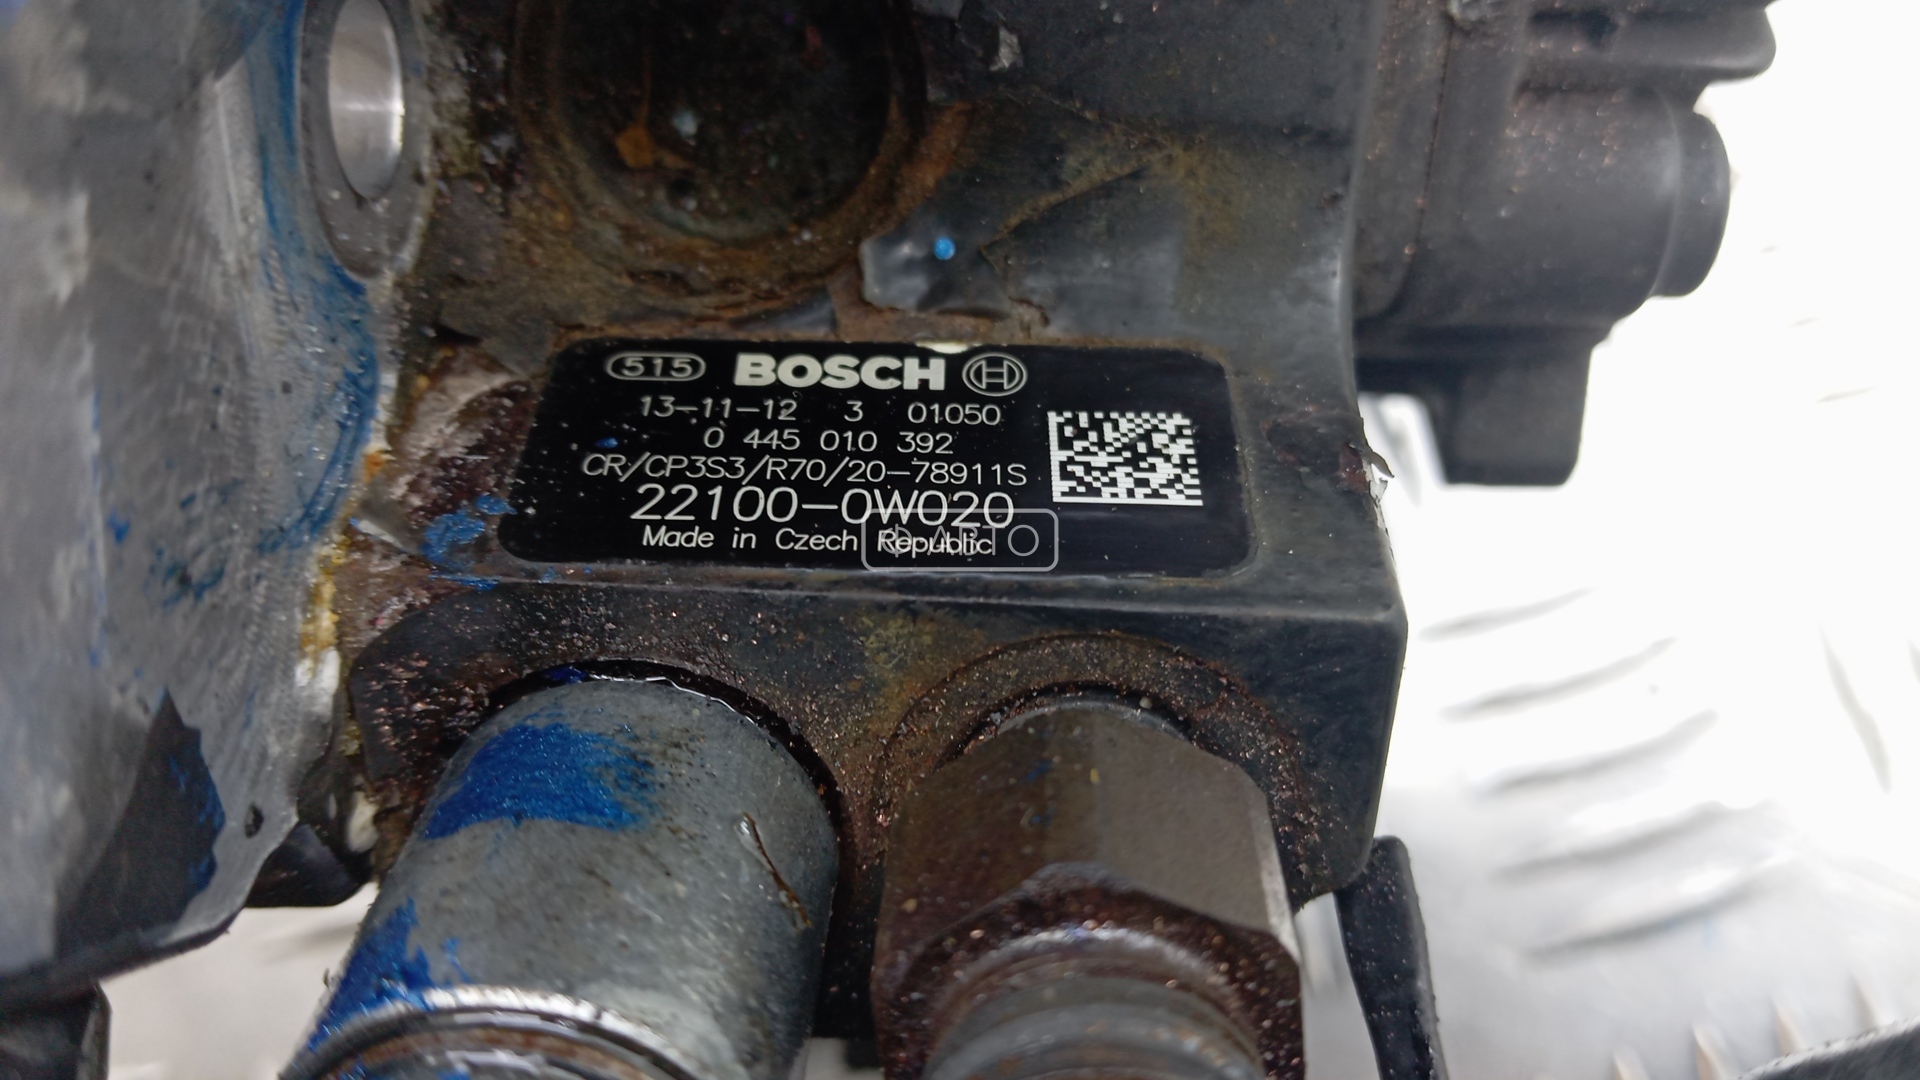 515 BOSCH
13-11-12 3 01050
0 445 010 392
CR/CP3S3/R70/20-78911S
22100-0W020
Made in Czech Republic
Ф АВТО